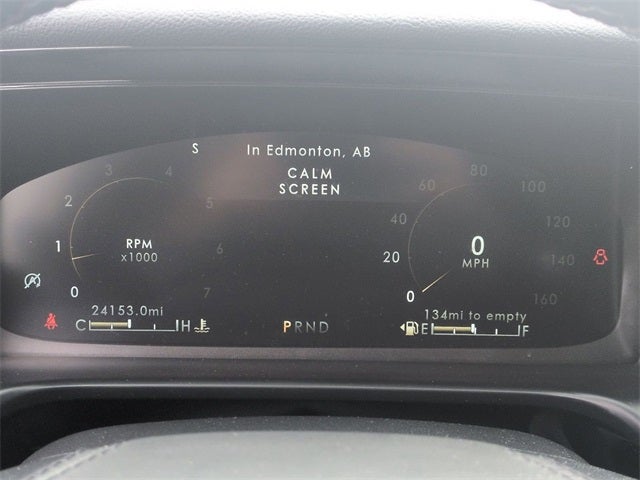 S In Edmonton, AB
CALM
SCREEN
0 1 2 3 4 5 6 7
RPM
x1000
0 20 40 60 80 100 120 140 160
0
MPH
24153.0mi
134mi to empty
C H
PRND
E F